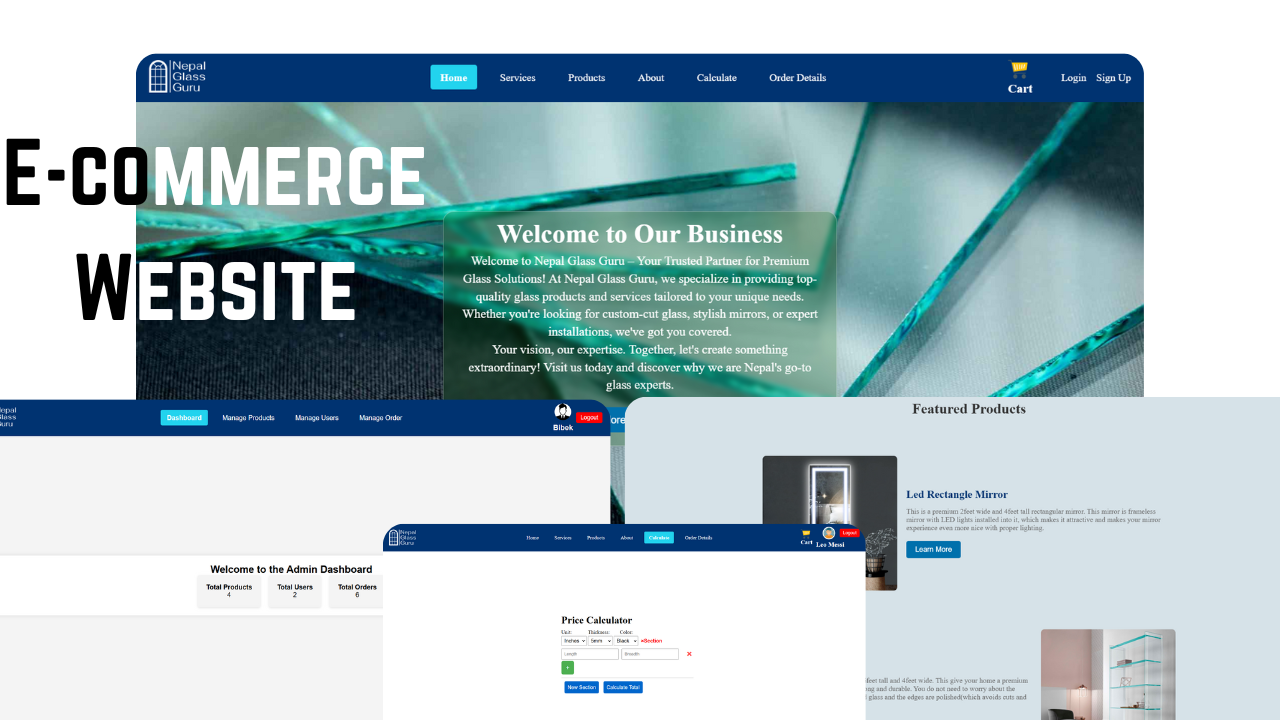 Nepal
Glass
Guru
Home
Services
Products
About
Calculate
Order Details
Cart
Login
Sign Up
E-COMMERCE
WEBSITE
Welcome to Our Business
Welcome to Nepal Glass Guru – Your Trusted Partner for Premium
Glass Solutions! At Nepal Glass Guru, we specialize in providing top-
quality glass products and services tailored to your unique needs.
Whether you're looking for custom-cut glass, stylish mirrors, or expert
installations, we've got you covered.
Your vision, our expertise. Together, let's create something
extraordinary! Visit us today and discover why we are Nepal's go-to
glass experts.
Guru
Dashboard
Manage Products
Manage Users
Manage Order
Bibek
Logout
Welcome to the Admin Dashboard
Total Products
4
Total Users
2
Total Orders
6
Featured Products
Led Rectangle Mirror
This is a premium 2feet wide and 4feet tall rectangular mirror. This mirror is frameless
mirror with LED lights installed into it, which makes it attractive and makes your mirror
experience even more nice with proper lighting.
Learn More
feet tall and 4feet wide. This give your home a premium
and durable. You do not need to worry about the
glass and the edges are polished(which avoids cuts and
Nepal
Glass
Guru
Home
Services
Products
About
Calculate
Order Details
Cart
Leo Messi
Logout
Price Calculator
Unit:
Thickness:
Color:
Inches
5mm
Black
×Section
Length
Breadth
+
New Section
Calculate Total